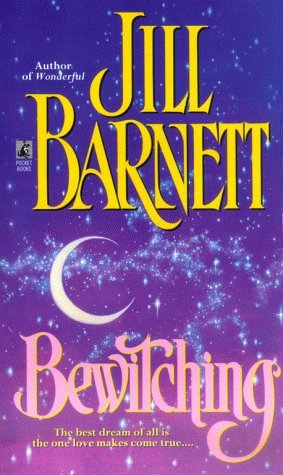 Author
of Wonderful
JILL
BARNETT
POCKET
BOOKS
Bewitching
The best dream of all is
the one love makes come true....